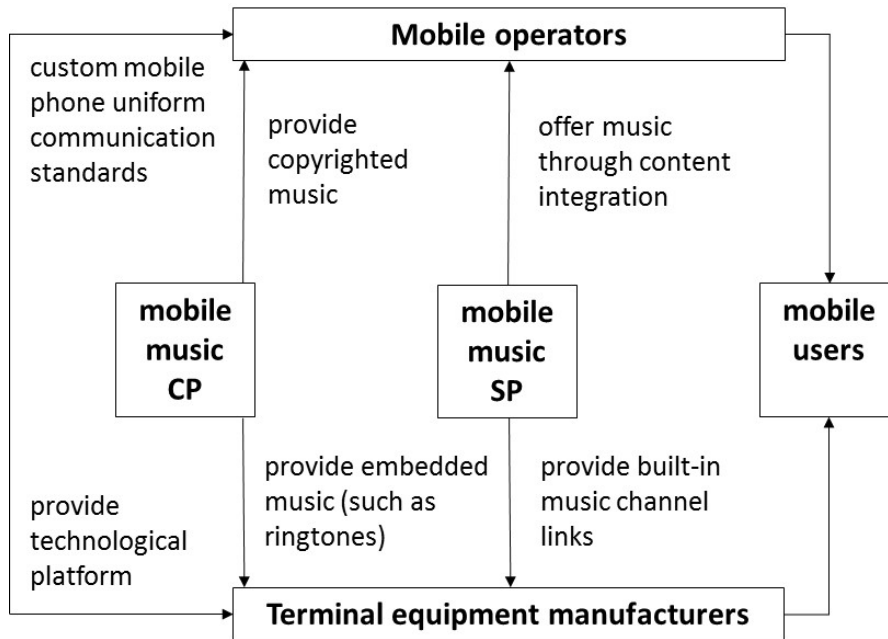 Mobile operators
custom mobile
phone uniform
communication
standards
provide
copyrighted
music
offer music
through content
integration
mobile
music
CP
mobile
music
SP
mobile
users
provide embedded
music (such as
ringtones)
provide built-in
music channel
links
provide
technological
platform
Terminal equipment manufacturers